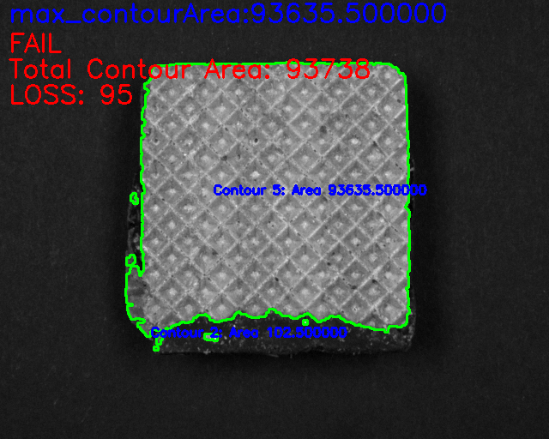 max_contourArea:93635.500000
FAIL
Total Contour Area: 93738
LOSS: 95
Contour 5: Area 93635.500000
Contour 2: Area 102.500000